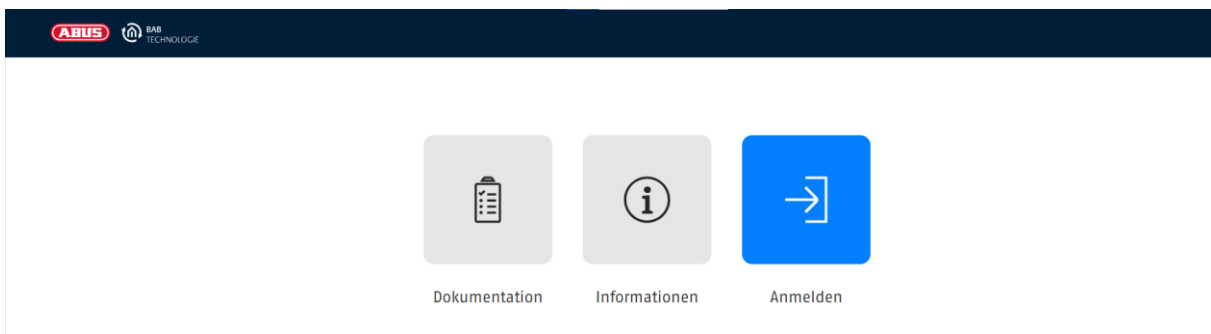 ABUS
BAB
TECHNOLOGIE
Dokumentation
Informationen
Anmelden